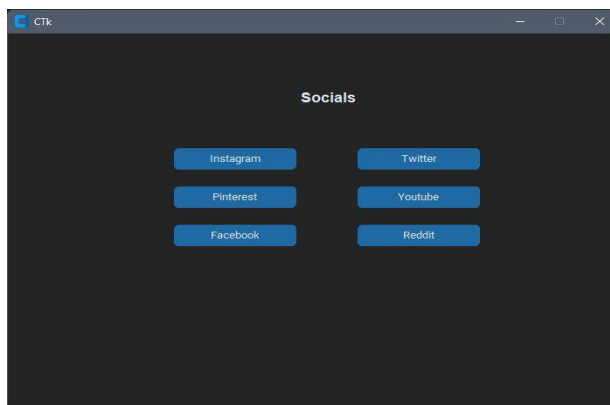 CTk
Socials
Instagram Twitter
Pinterest Youtube
Facebook Reddit